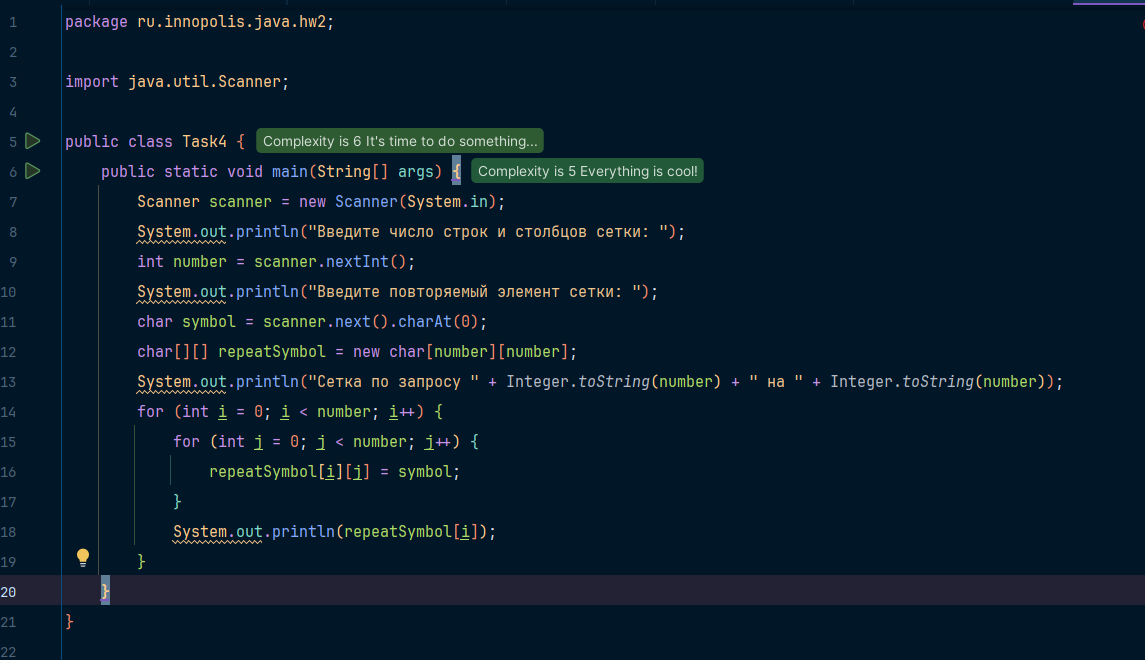 1 package ru.innopolis.java.hw2;
2
3 import java.util.Scanner;
4
5 public class Task4 { Complexity is 6 It's time to do something...
6 public static void main(String[] args) { Complexity is 5 Everything is cool!
7 Scanner scanner = new Scanner(System.in);
8 System.out.println("Введите число строк и столбцов сетки: ");
9 int number = scanner.nextInt();
10 System.out.println("Введите повторяемый элемент сетки: ");
11 char symbol = scanner.next().charAt(0);
12 char[][] repeatSymbol = new char[number][number];
13 System.out.println("Сетка по запросу " + Integer.toString(number) + " на " + Integer.toString(number));
14 for (int i = 0; i < number; i++) {
15 for (int j = 0; j < number; j++) {
16 repeatSymbol[i][j] = symbol;
17 }
18 System.out.println(repeatSymbol[i]);
19 }
20 }
21 }
22